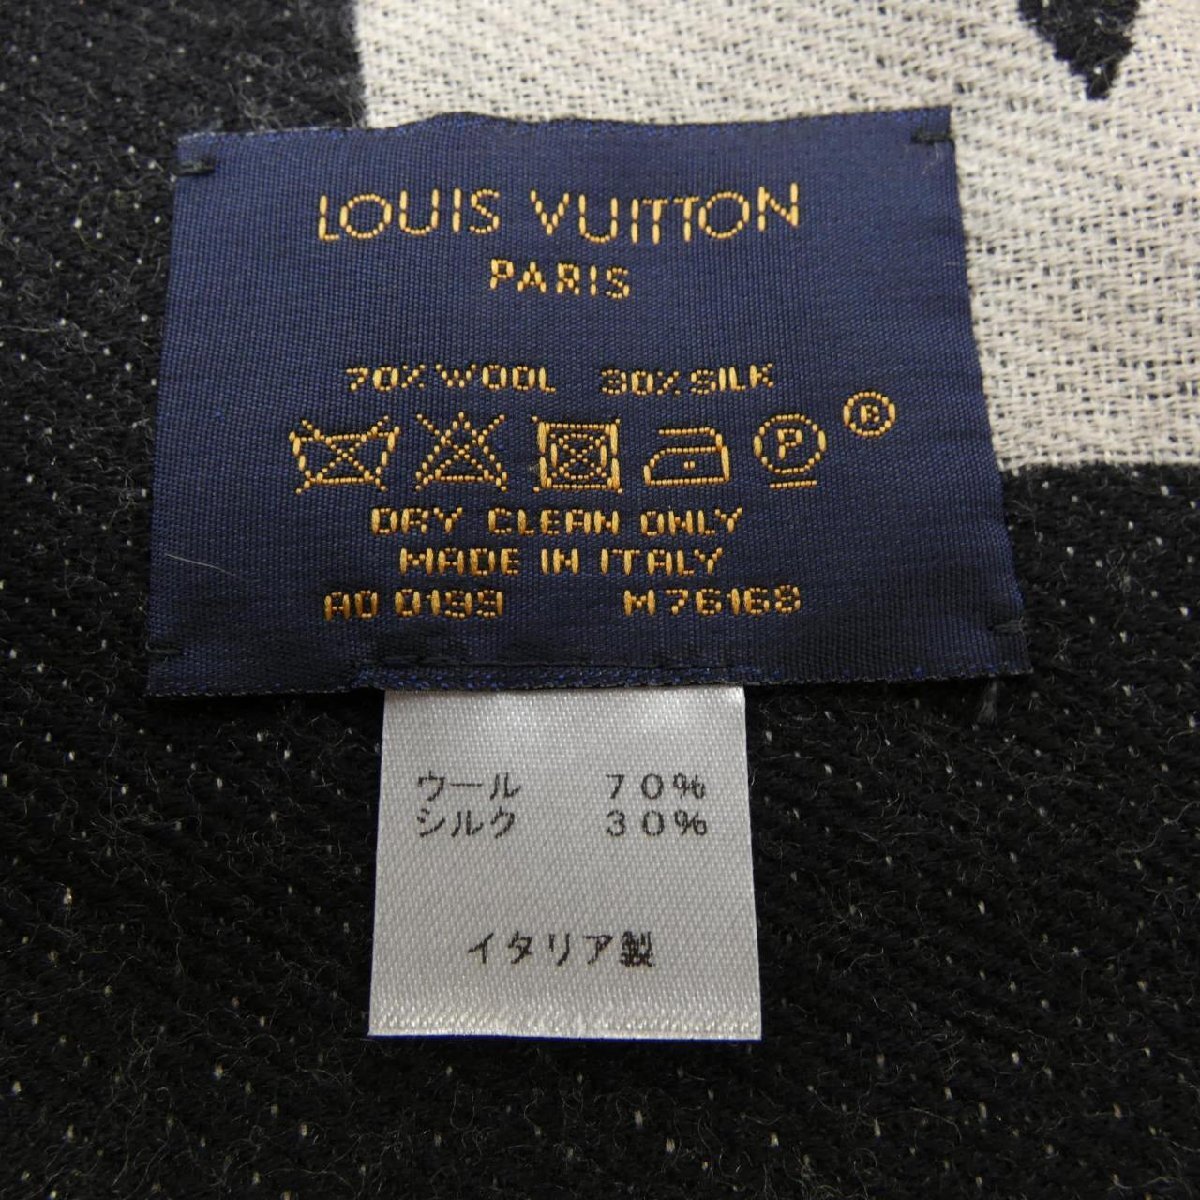 LOUIS VUITTON
PARIS
70% WOOL 30% SILK
P ®
DRY CLEAN ONLY
MADE IN ITALY
AO 0199 M76168
ウール 70%
シルク 30%
イタリア製